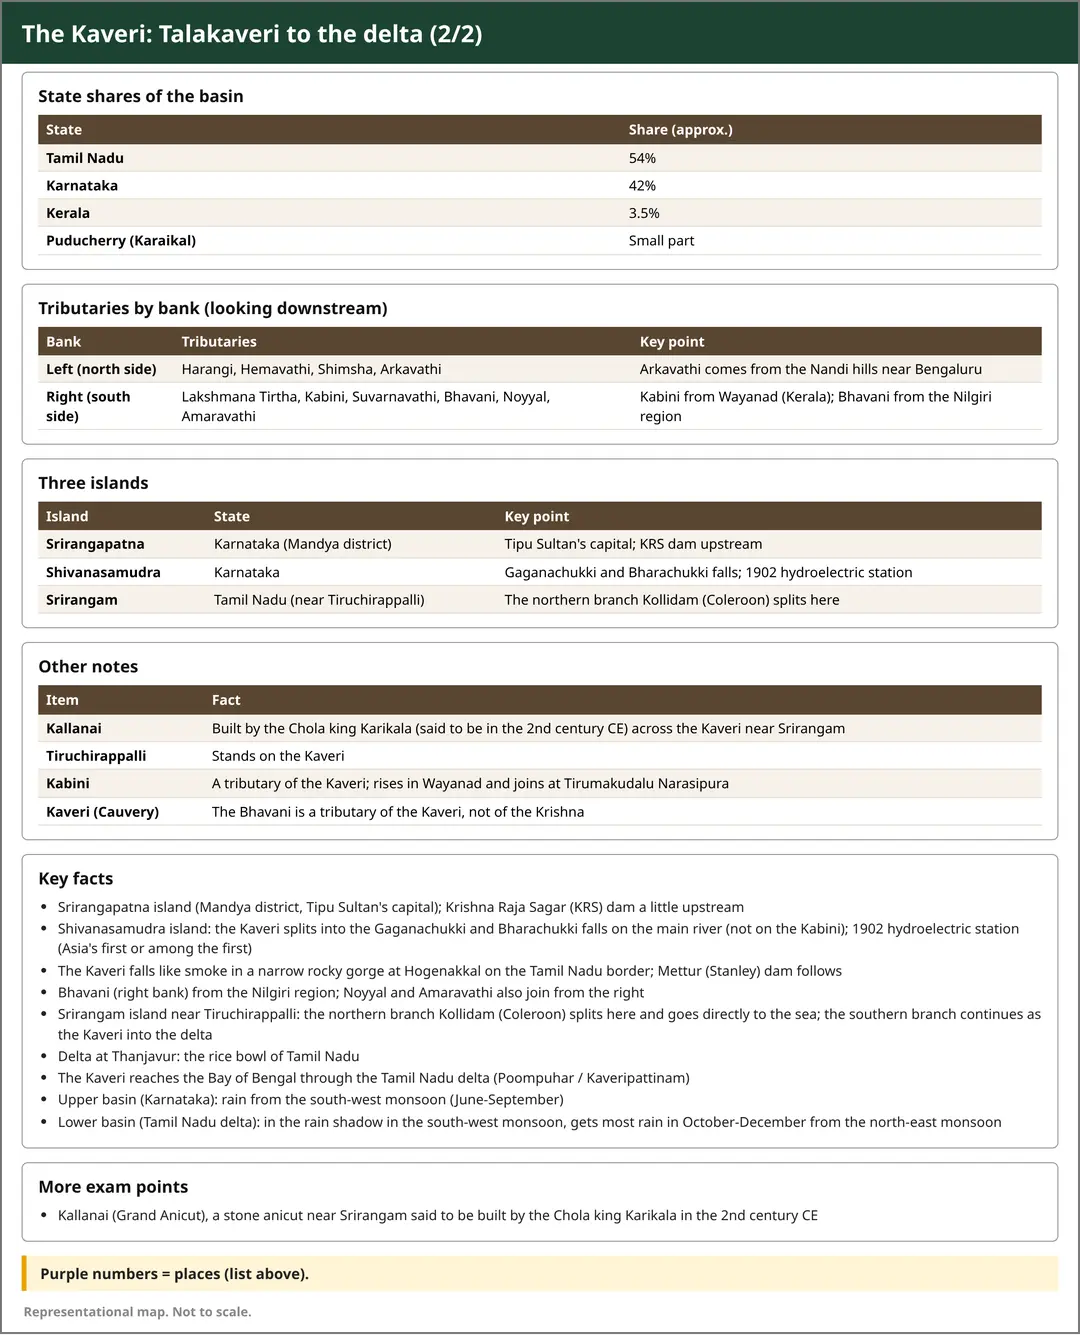 The Kaveri: Talakaveri to the delta (2/2)
State shares of the basin
State Share (approx.)
Tamil Nadu 54%
Karnataka 42%
Kerala 3.5%
Puducherry (Karaikal) Small part
Tributaries by bank (looking downstream)
Bank Tributaries Key point
Left (north side) Harangi, Hemavathi, Shimsha, Arkavathi Arkavathi comes from the Nandi hills near Bengaluru
Right (south side) Lakshmana Tirtha, Kabini, Suvarnavathi, Bhavani, Noyyal, Amaravathi Kabini from Wayanad (Kerala); Bhavani from the Nilgiri region
Three islands
Island State Key point
Srirangapatna Karnataka (Mandya district) Tipu Sultan's capital; KRS dam upstream
Shivanasamudra Karnataka Gaganachukki and Bharachukki falls; 1902 hydroelectric station
Srirangam Tamil Nadu (near Tiruchirappalli) The northern branch Kollidam (Coleroon) splits here
Other notes
Item Fact
Kallanai Built by the Chola king Karikala (said to be in the 2nd century CE) across the Kaveri near Srirangam
Tiruchirappalli Stands on the Kaveri
Kabini A tributary of the Kaveri; rises in Wayanad and joins at Tirumakudalu Narasipura
Kaveri (Cauvery) The Bhavani is a tributary of the Kaveri, not of the Krishna
Key facts
• Srirangapatna island (Mandya district, Tipu Sultan's capital); Krishna Raja Sagar (KRS) dam a little upstream
• Shivanasamudra island: the Kaveri splits into the Gaganachukki and Bharachukki falls on the main river (not on the Kabini); 1902 hydroelectric station
(Asia's first or among the first)
• The Kaveri falls like smoke in a narrow rocky gorge at Hogenakkal on the Tamil Nadu border; Mettur (Stanley) dam follows
• Bhavani (right bank) from the Nilgiri region; Noyyal and Amaravathi also join from the right
• Srirangam island near Tiruchirappalli: the northern branch Kollidam (Coleroon) splits here and goes directly to the sea; the southern branch continues as
the Kaveri into the delta
• Delta at Thanjavur: the rice bowl of Tamil Nadu
• The Kaveri reaches the Bay of Bengal through the Tamil Nadu delta (Poompuhar / Kaveripattinam)
• Upper basin (Karnataka): rain from the south-west monsoon (June-September)
• Lower basin (Tamil Nadu delta): in the rain shadow in the south-west monsoon, gets most rain in October-December from the north-east monsoon
More exam points
• Kallanai (Grand Anicut), a stone anicut near Srirangam said to be built by the Chola king Karikala in the 2nd century CE
Purple numbers = places (list above).
Representational map. Not to scale.